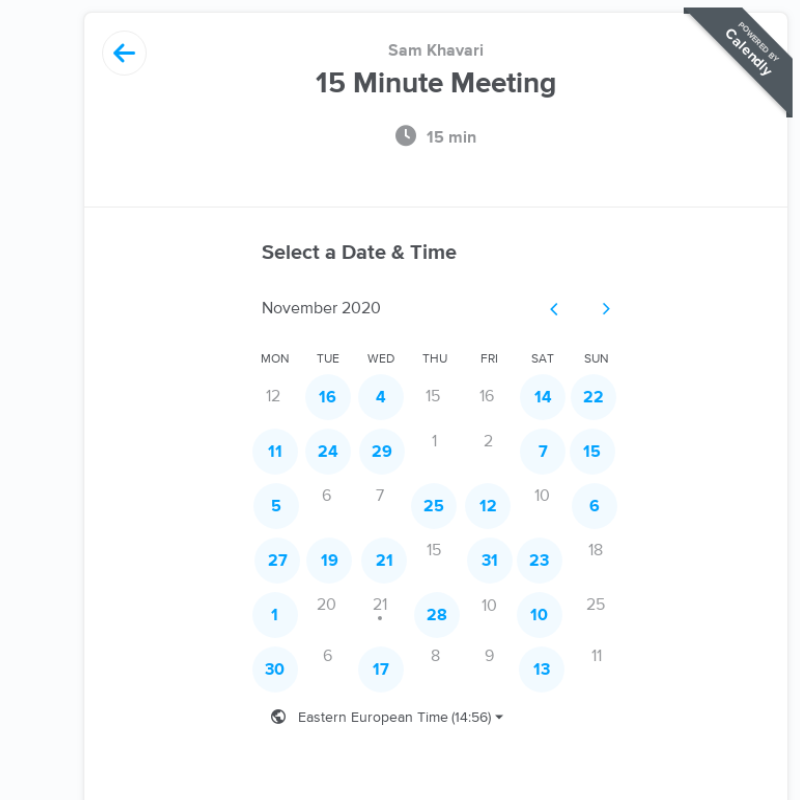 POWERED BY
Calendly
Sam Khavari
15 Minute Meeting
15 min
Select a Date & Time
November 2020
MON TUE WED THU FRI SAT SUN
12 16 4 15 16 14 22
11 24 29 1 2 7 15
5 6 7 25 12 10 6
27 19 21 15 31 23 18
1 20 21 28 10 10 25
30 6 17 8 9 13 11
Eastern European Time (14:56)